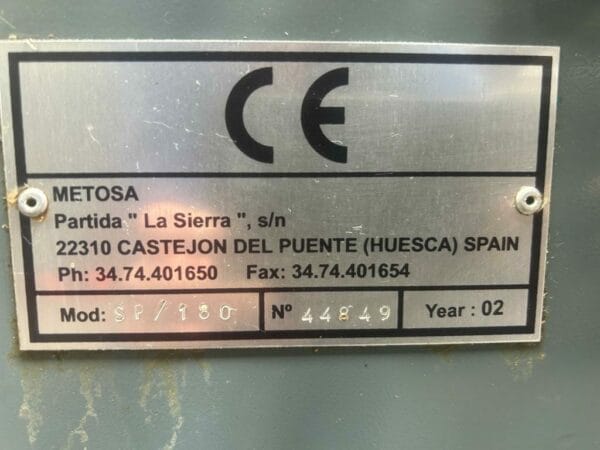 CE
METOSA
Partida " La Sierra ", s/n
22310 CASTEJON DEL PUENTE (HUESCA) SPAIN
Ph: 34.74.401650 Fax: 34.74.401654
Mod: SP/180 Nº 44849 Year : 02